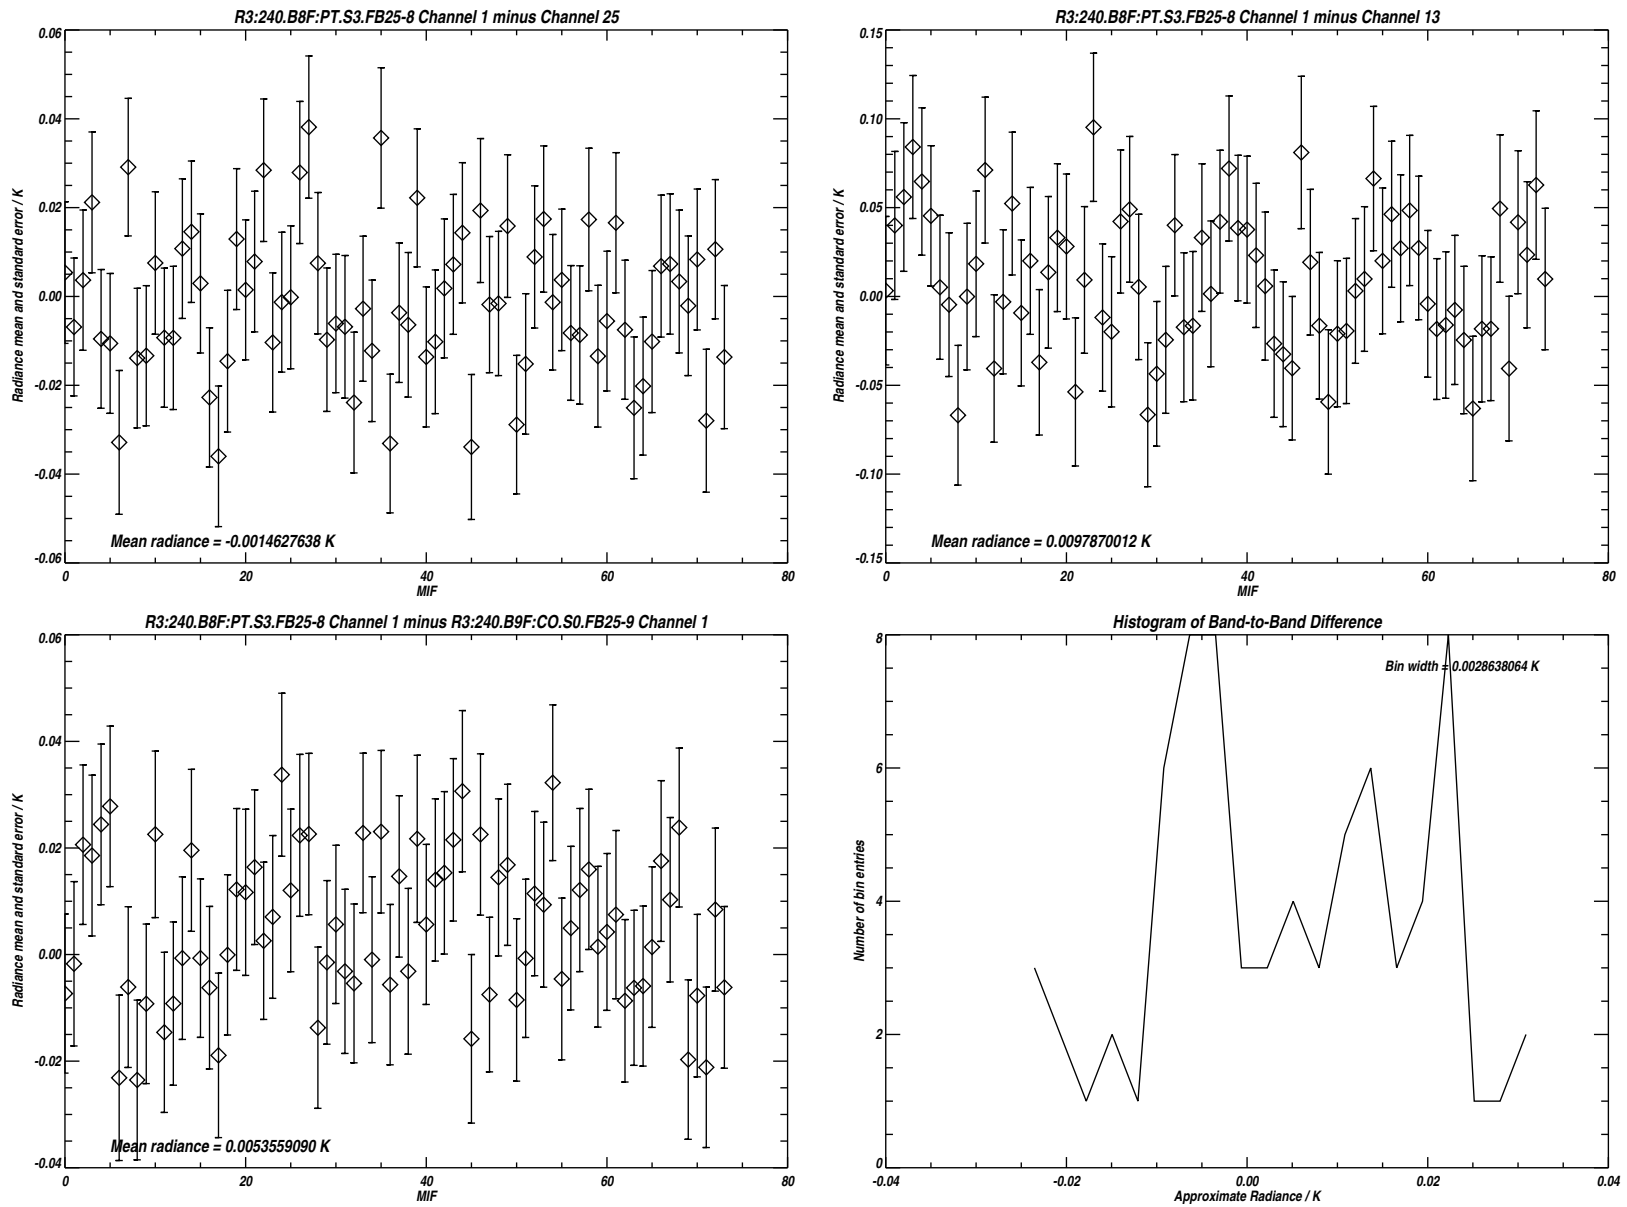 R3:240.B8F:PT.S3.FB25-8 Channel 1 minus Channel 25
0.06
0.04
0.02
0.00
-0.02
-0.04
-0.06
Radiance mean and standard error / K
Mean radiance = -0.0014627638 K
0 20 40 60 80
MIF
R3:240.B8F:PT.S3.FB25-8 Channel 1 minus Channel 13
0.15
0.10
0.05
0.00
-0.05
-0.10
-0.15
Radiance mean and standard error / K
Mean radiance = 0.0097870012 K
0 20 40 60 80
MIF
R3:240.B8F:PT.S3.FB25-8 Channel 1 minus R3:240.B9F:CO.S0.FB25-9 Channel 1
0.06
0.04
0.02
0.00
-0.02
-0.04
Radiance mean and standard error / K
Mean radiance = 0.0053559090 K
0 20 40 60 80
MIF
Histogram of Band-to-Band Difference
Bin width = 0.0028638064 K
8
6
4
2
0
Number of bin entries
-0.04 -0.02 0.00 0.02 0.04
Approximate Radiance / K